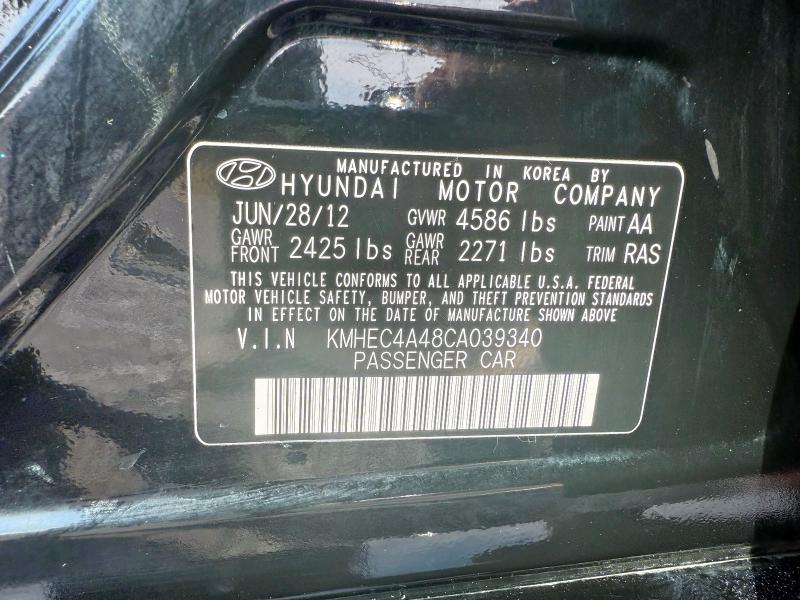 MANUFACTURED IN KOREA BY
HYUNDAI MOTOR COMPANY
JUN/28/12 GVWR 4586 lbs PAINT AA
GAWR FRONT 2425 lbs GAWR REAR 2271 lbs TRIM RAS
THIS VEHICLE CONFORMS TO ALL APPLICABLE U.S.A. FEDERAL
MOTOR VEHICLE SAFETY, BUMPER, AND THEFT PREVENTION STANDARDS
IN EFFECT ON THE DATE OF MANUFACTURE SHOWN ABOVE
V.I.N KMHEC4A48CA039340
PASSENGER CAR